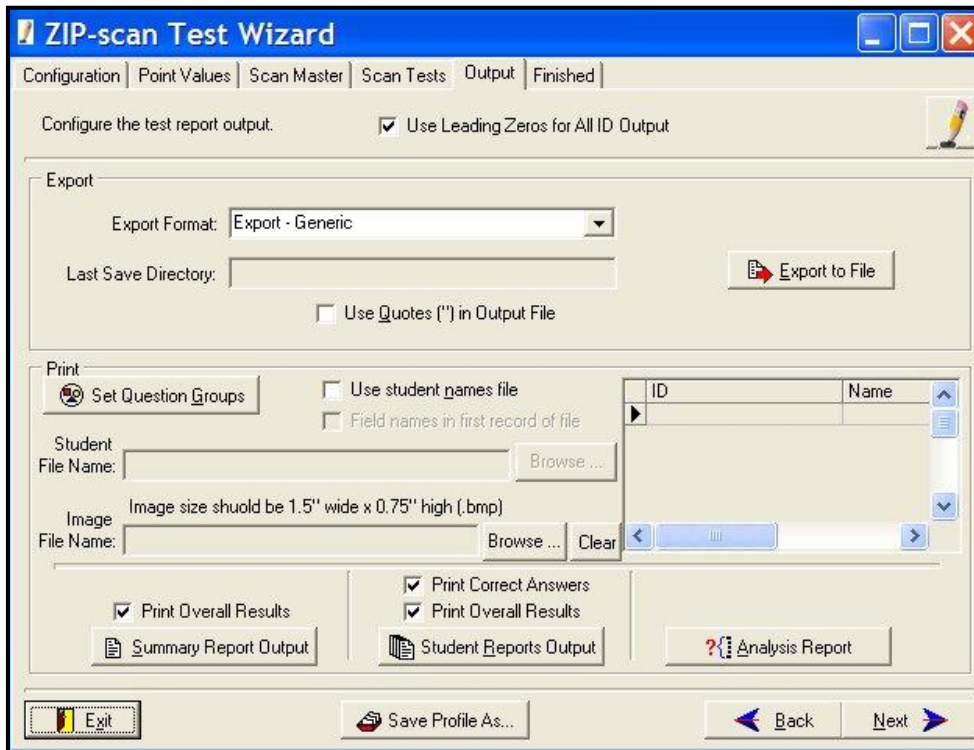 ZIP-scan Test Wizard
Configuration Point Values Scan Master Scan Tests Output Finished
Configure the test report output. Use Leading Zeros for All ID Output
Export
Export Format: Export - Generic
Last Save Directory: Export to File
Use Quotes (") in Output File
Print
Set Question Groups Use student names file ID Name
Field names in first record of file
Student
File Name: Browse ...
Image size shuold be 1.5" wide x 0.75" high (.bmp)
Image
File Name: Browse ... Clear
Print Correct Answers
Print Overall Results Print Overall Results
Summary Report Output Student Reports Output Analysis Report
Exit Save Profile As... Back Next